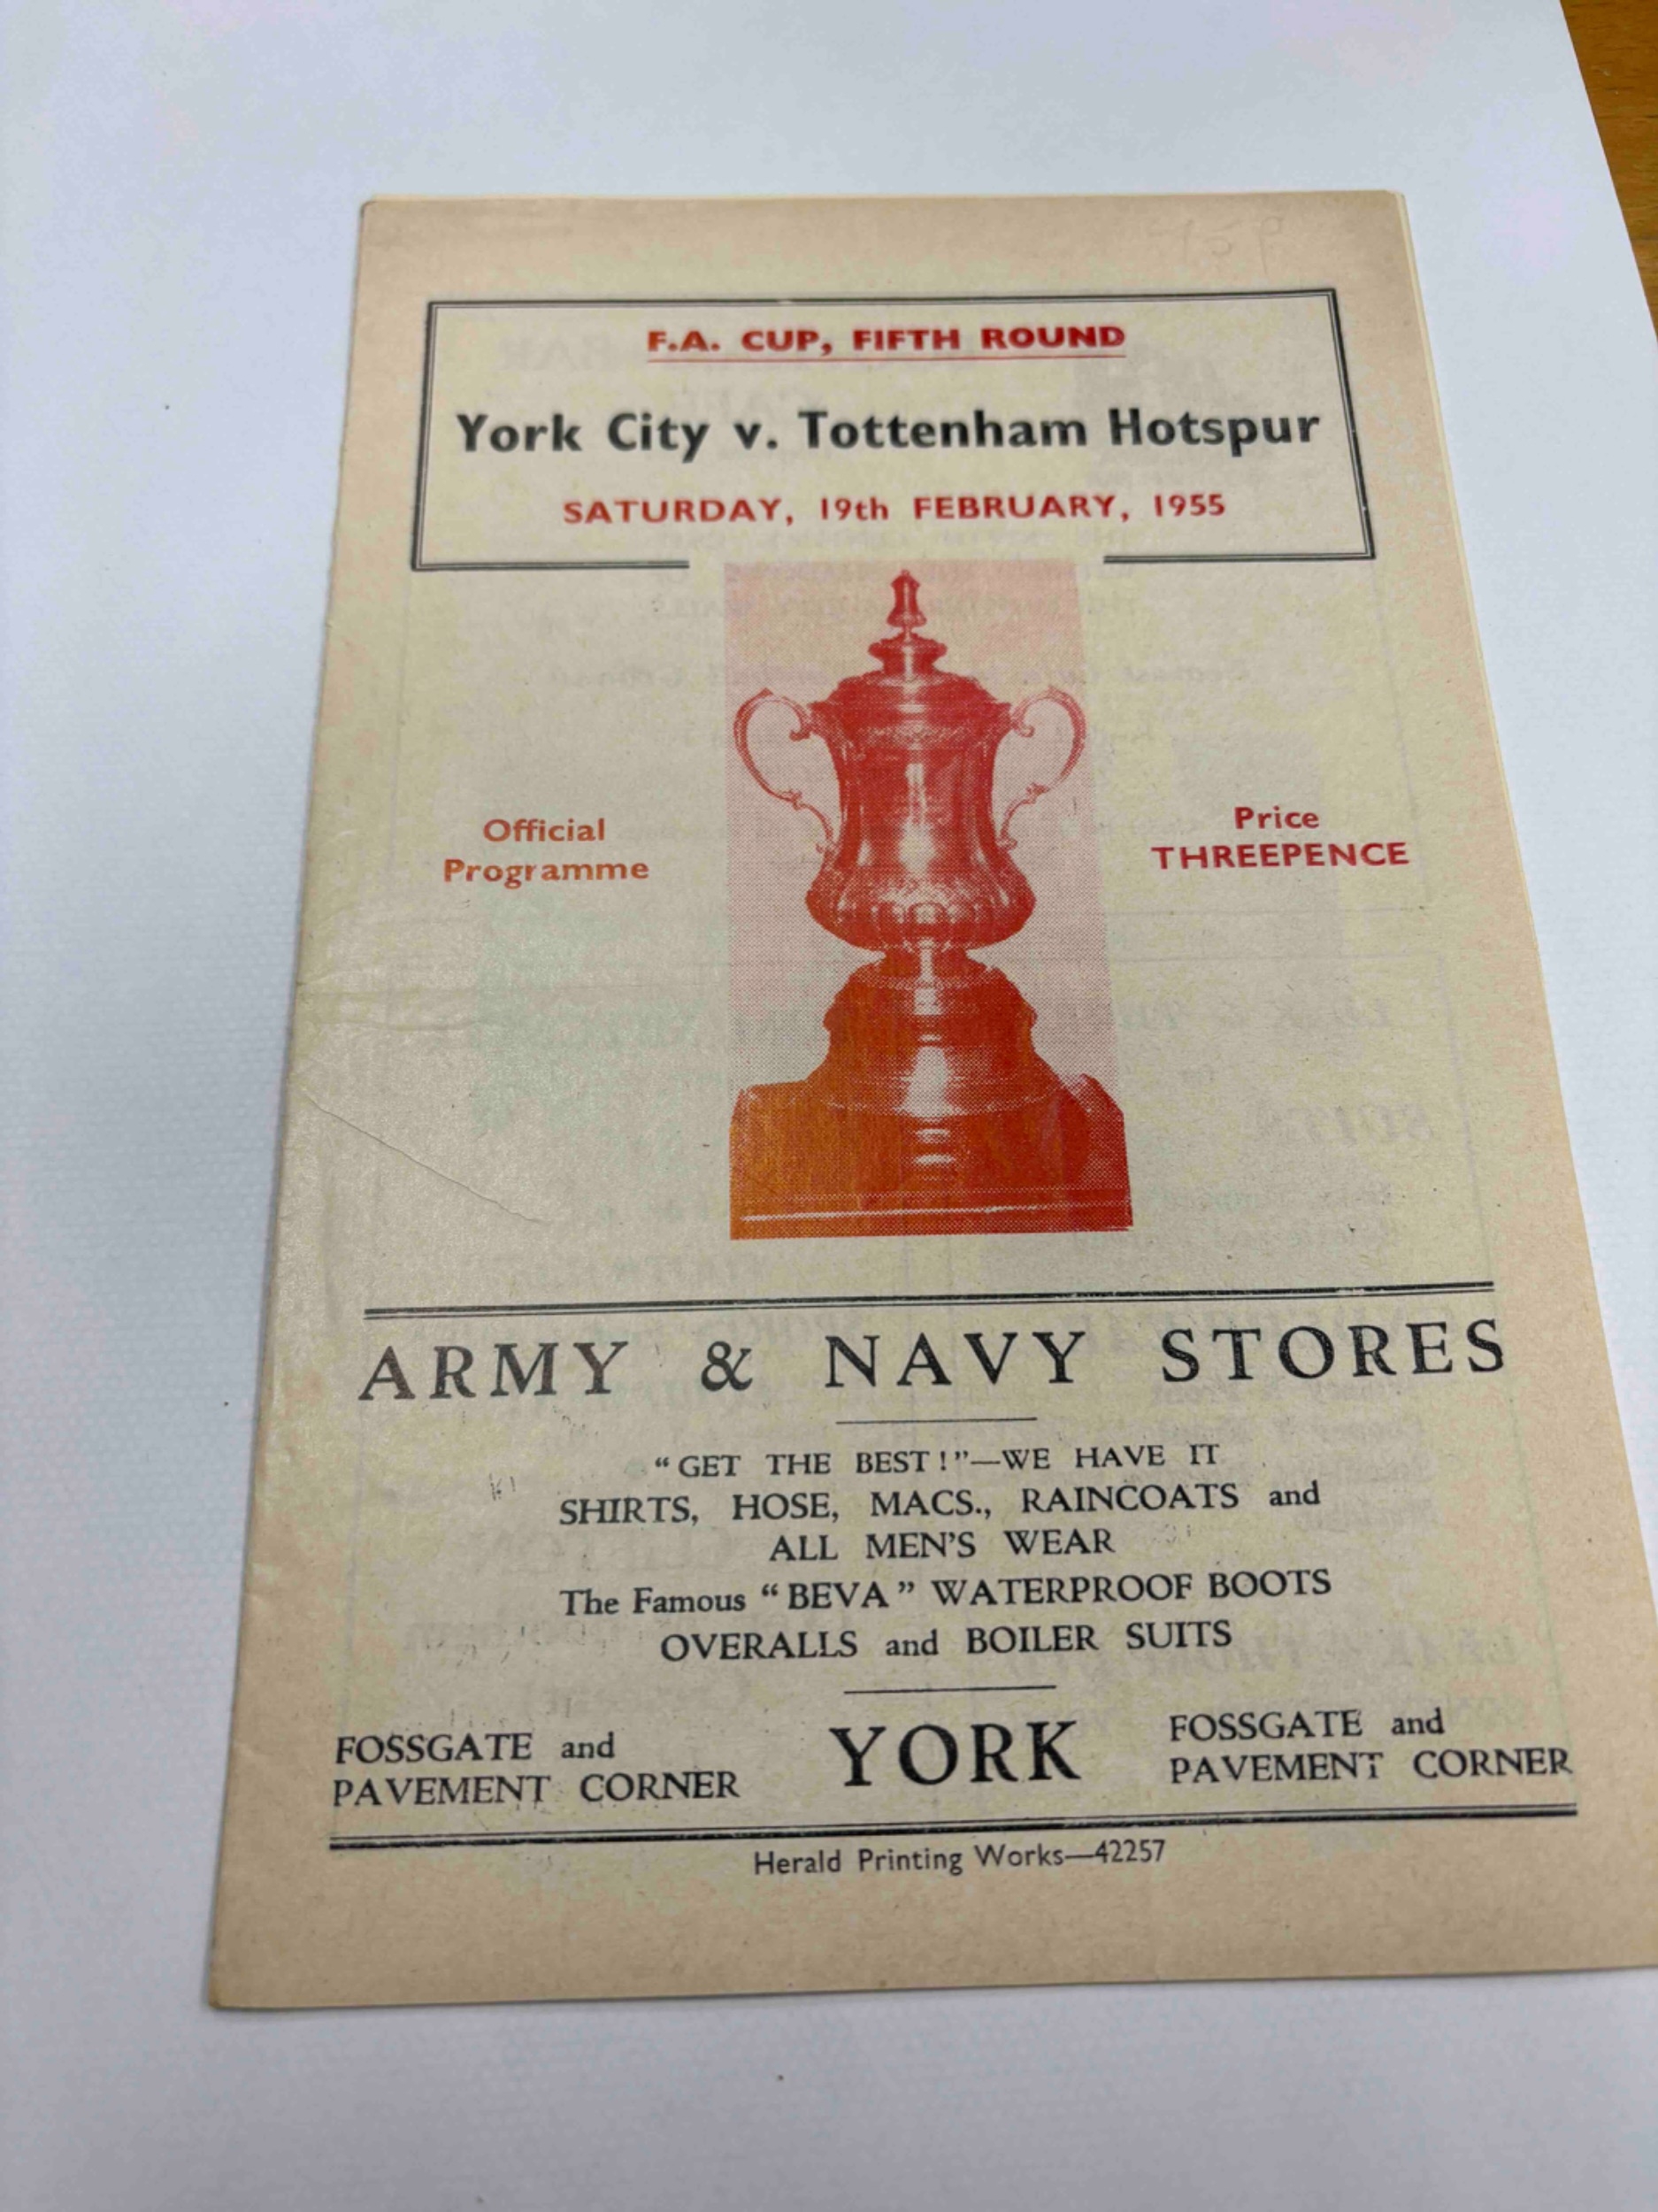 F.A. CUP, FIFTH ROUND
York City v. Tottenham Hotspur
SATURDAY, 19th FEBRUARY, 1955
Official
Programme
Price
THREEPENCE
ARMY & NAVY STORES
"GET THE BEST!"—WE HAVE IT
SHIRTS, HOSE, MACS., RAINCOATS and
ALL MEN'S WEAR
The Famous "BEVA" WATERPROOF BOOTS
OVERALLS and BOILER SUITS
FOSSGATE and
PAVEMENT CORNER
YORK
FOSSGATE and
PAVEMENT CORNER
Herald Printing Works—42257